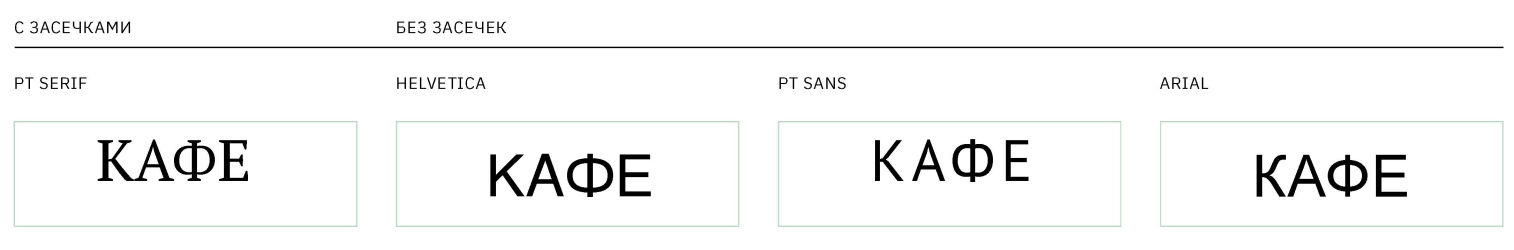 С ЗАСЕЧКАМИ БЕЗ ЗАСЕЧЕК
PT SERIF HELVETICA PT SANS ARIAL
КАФЕ КАФЕ КАФЕ КАФЕ